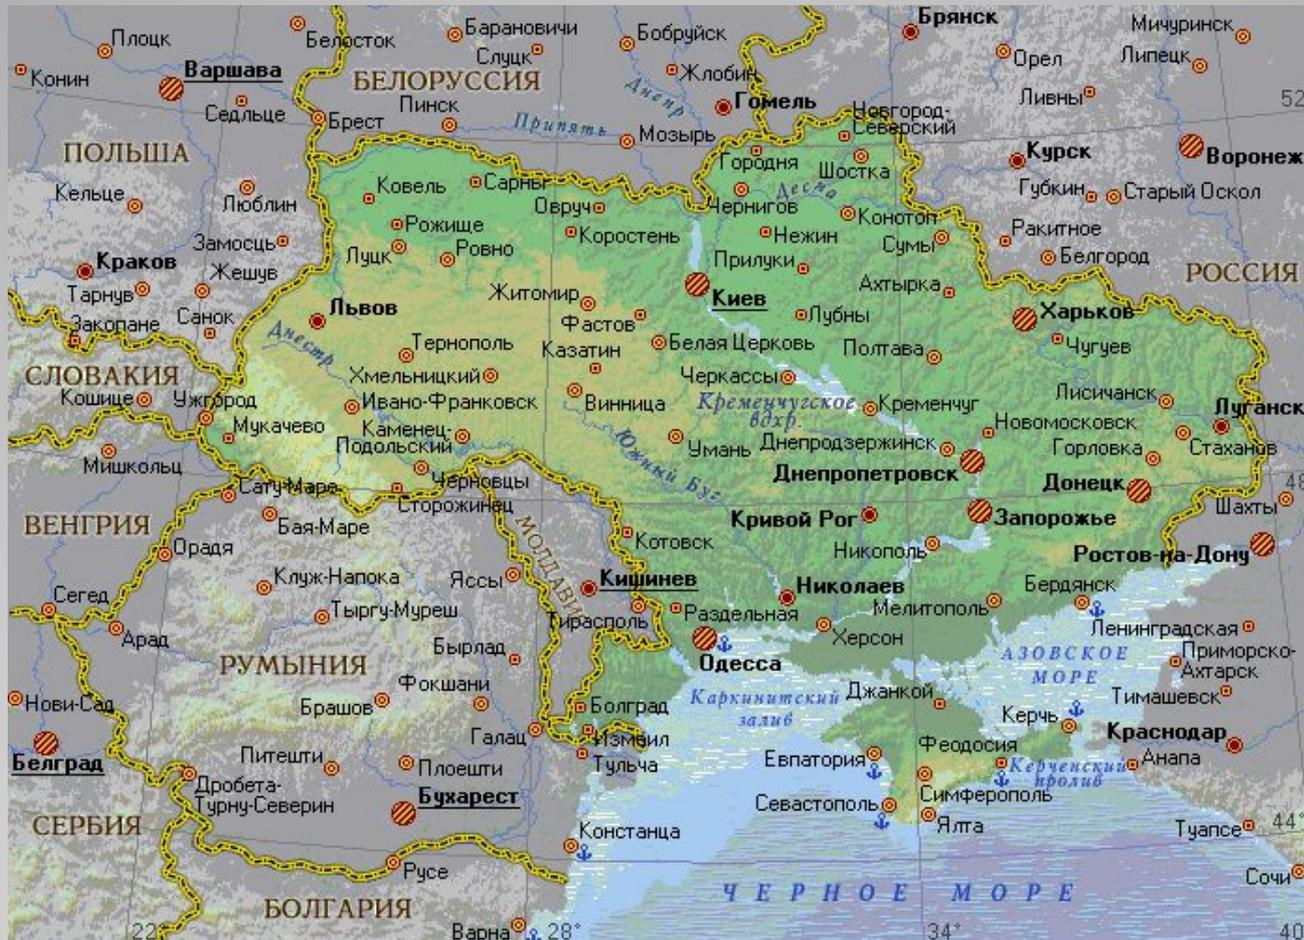 Плоцк
Белосток
Барановичи
Слуцк
Бобруйск
Брянск
Мичуринск
Орел
Липецк
Конин
Варшава
БЕЛОРУССИЯ
Жлобин
Днепр
Ливны
52
Седльце
Брест
Пинск
Припять
Мозырь
Гомель
Новгород-
Северский
ПОЛЬША
Городня
Шостка
Курск
Воронеж
Кельце
Люблин
Ковель
Сарны
Овруч
Чернигов
Десна
Конотоп
Губкин
Старый Оскол
Замосць
Рожище
Коростень
Нежин
Сумы
Ракитное
Краков
Жешув
Луцк
Ровно
Прилуки
Белгород
Тарнув
Житомир
Киев
Ахтырка
РОССИЯ
Закопане
Санок
Львов
Фастов
Лубны
Харьков
Днестр
Тернополь
Казатин
Белая Церковь
Полтава
Чугуев
СЛОВАКИЯ
Хмельницкий
Черкассы
Лисичанск
Кошице
Ужгород
Ивано-Франковск
Винница
Кременчугское
вдхр.
Кременчуг
Луганск
Мукачево
Каменец-
Подольский
Южный Буг
Умань
Днепродзержинск
Новомосковск
Горловка
Стаханов
Мишкольц
Днепропетровск
Сату-Маре
Черновцы
Донецк
48
Сторожинец
Шахты
ВЕНГРИЯ
Бая-Маре
МОЛДАВИЯ
Кривой Рог
Запорожье
Орадя
Котовск
Никополь
Ростов-на-Дону
Клуж-Напока
Яссы
Кишинев
Николаев
Бердянск
Сегед
Тыргу-Муреш
Тирасполь
Раздельная
Мелитополь
Арад
Херсон
Ленинградская
Бырлад
Одесса
АЗОВСКОЕ
МОРЕ
Приморско-
Ахтарск
РУМЫНИЯ
Фокшани
Каркинитский
залив
Джанкой
Тимашевск
Нови-Сад
Брашов
Болград
Керчь
Галац
Измаил
Феодосия
Краснодар
Белград
Питешти
Плоешти
Тульча
Евпатория
Керченский
пролив
Анапа
Дробета-
Турну-Северин
Бухарест
Севастополь
Симферополь
СЕРБИЯ
Констанца
Ялта
Туапсе
44°
Русе
Сочи
ЧЕРНОЕ МОРЕ
БОЛГАРИЯ
22°
Варна
28°
34°
40